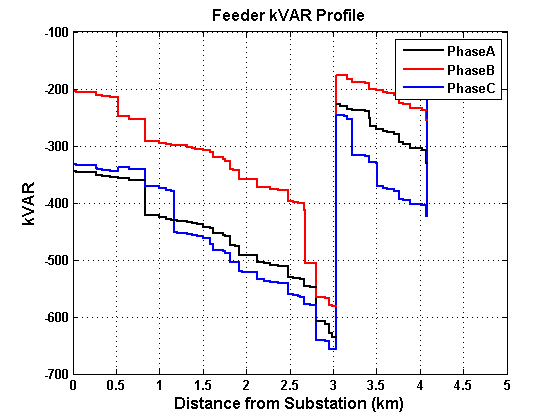 Feeder kVAR Profile
-100
-200
-300
-400
-500
-600
-700
kVAR
PhaseA
PhaseB
PhaseC
0 0.5 1 1.5 2 2.5 3 3.5 4 4.5 5
Distance from Substation (km)